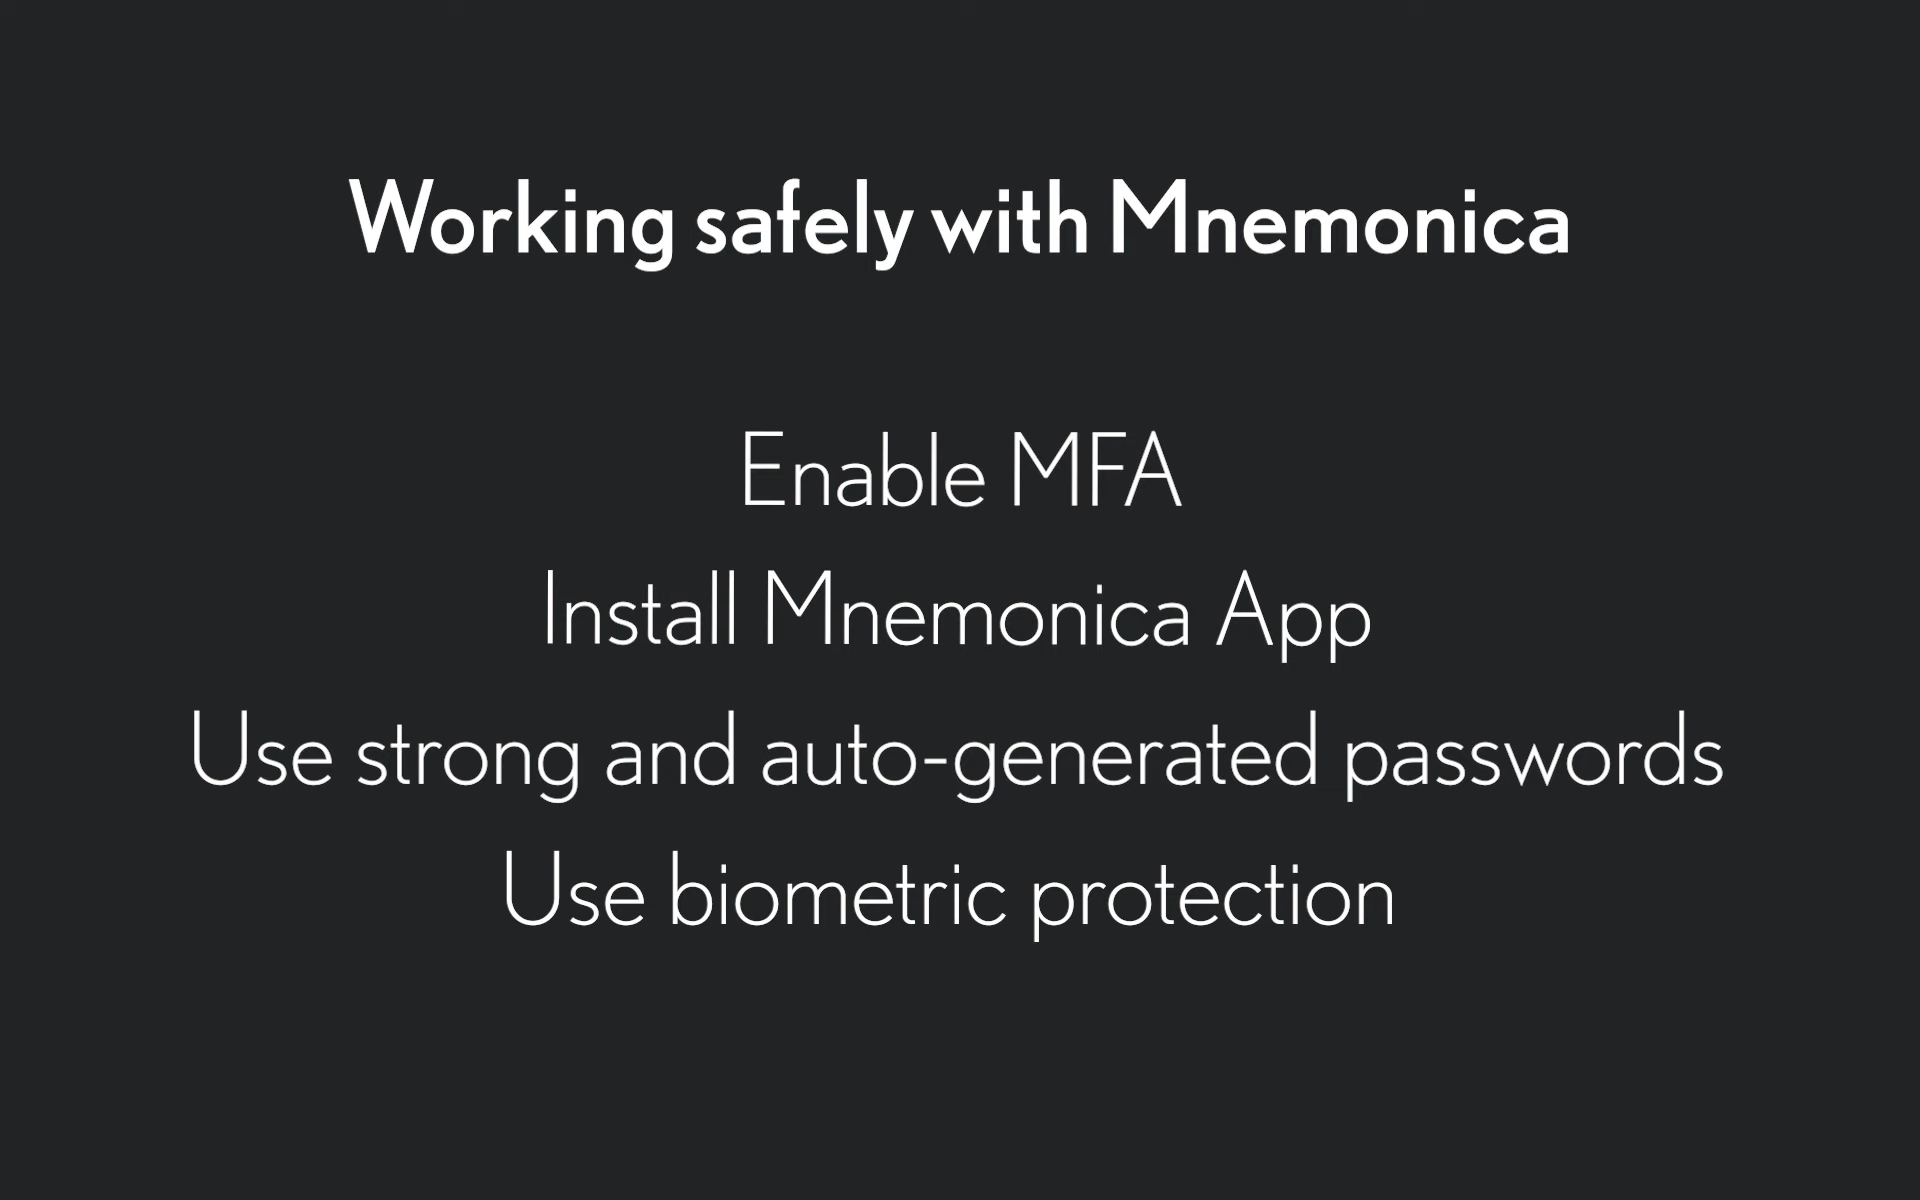 Working safely with Mnemonica
Enable MFA
Install Mnemonica App
Use strong and auto-generated passwords
Use biometric protection